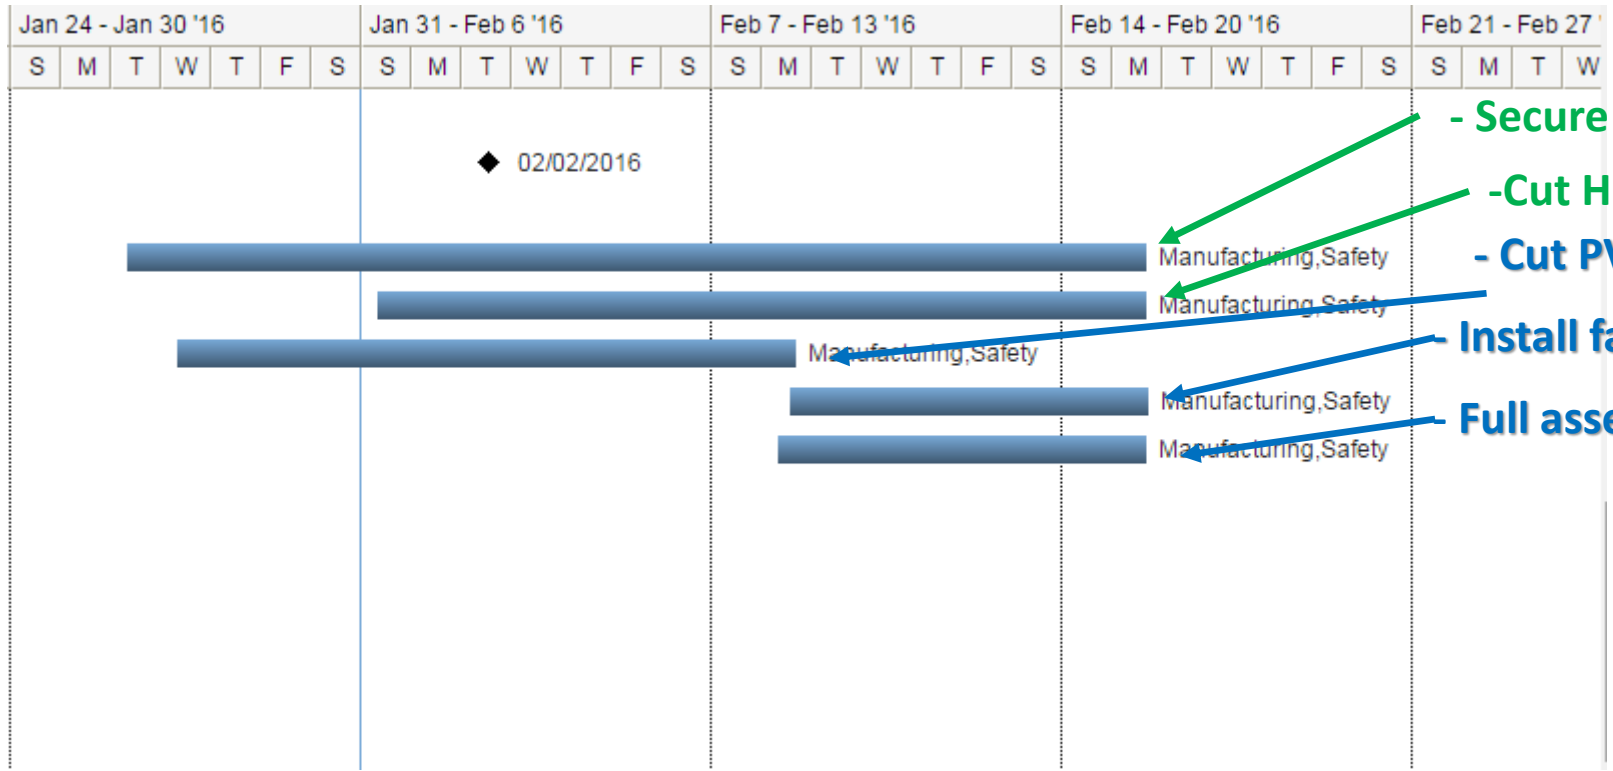 Jan 24 - Jan 30 '16 Jan 31 - Feb 6 '16 Feb 7 - Feb 13 '16 Feb 14 - Feb 20 '16 Feb 21 - Feb 27 '
S M T W T F S S M T W T F S S M T W T F S S M T W T F S S M T W
- Secure
02/02/2016
-Cut H
Manufacturing,Safety
- Cut PV
Manufacturing,Safety
- Install fa
Manufacturing,Safety
Manufacturing,Safety
- Full asse
Manufacturing,Safety